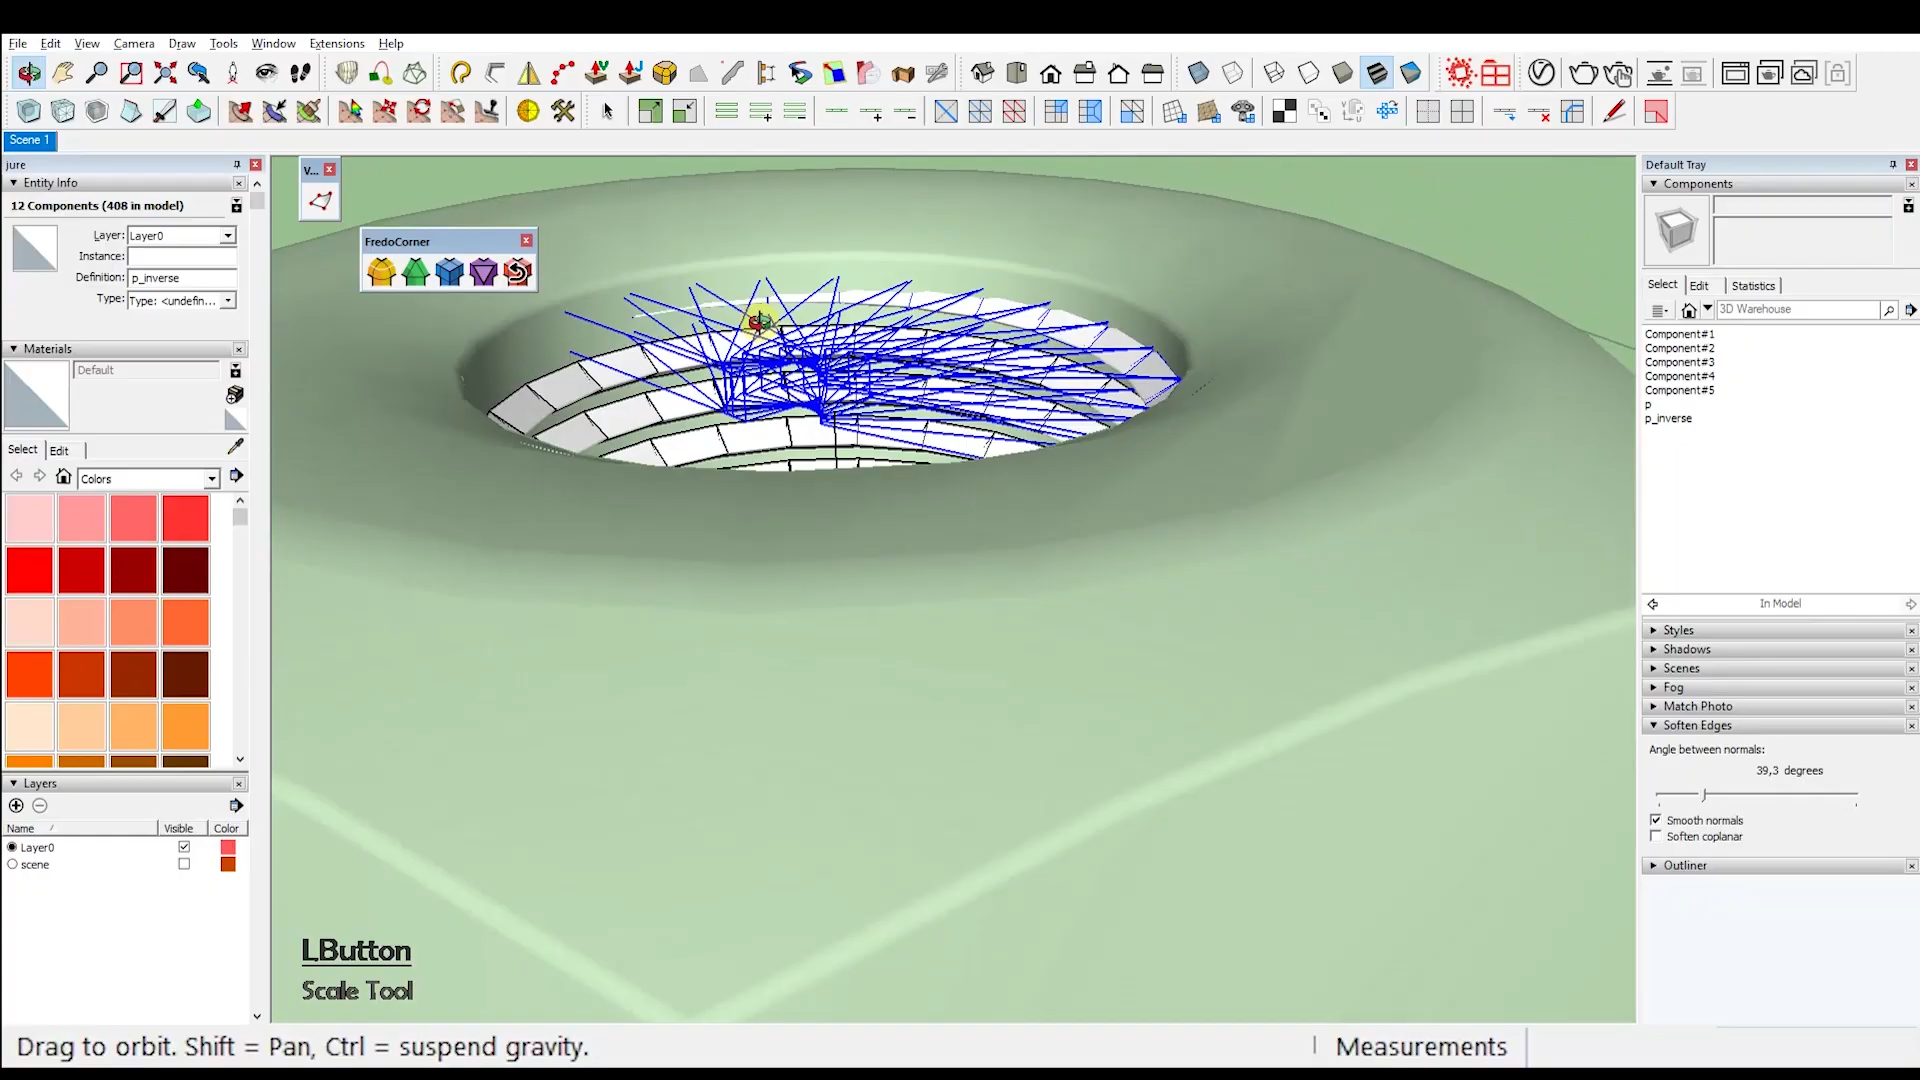 File Edit View Camera Draw Tools Window Extensions Help
Scene 1
jure
Entity Info
12 Components (408 in model)
Layer: Layer0
Instance:
Definition: p_inverse
Type: Type: <undefin...
Materials
Default
Select Edit
Colors
Layers
Name Visible Color
Layer0
scene
V...
FredoCorner
LButton
Scale Tool
Default Tray
Components
Select Edit Statistics
3D Warehouse
Component#1
Component#2
Component#3
Component#4
Component#5
p
p_inverse
In Model
Styles
Shadows
Scenes
Fog
Match Photo
Soften Edges
Angle between normals:
39,3 degrees
Smooth normals
Soften coplanar
Outliner
Drag to orbit. Shift = Pan, Ctrl = suspend gravity.
Measurements